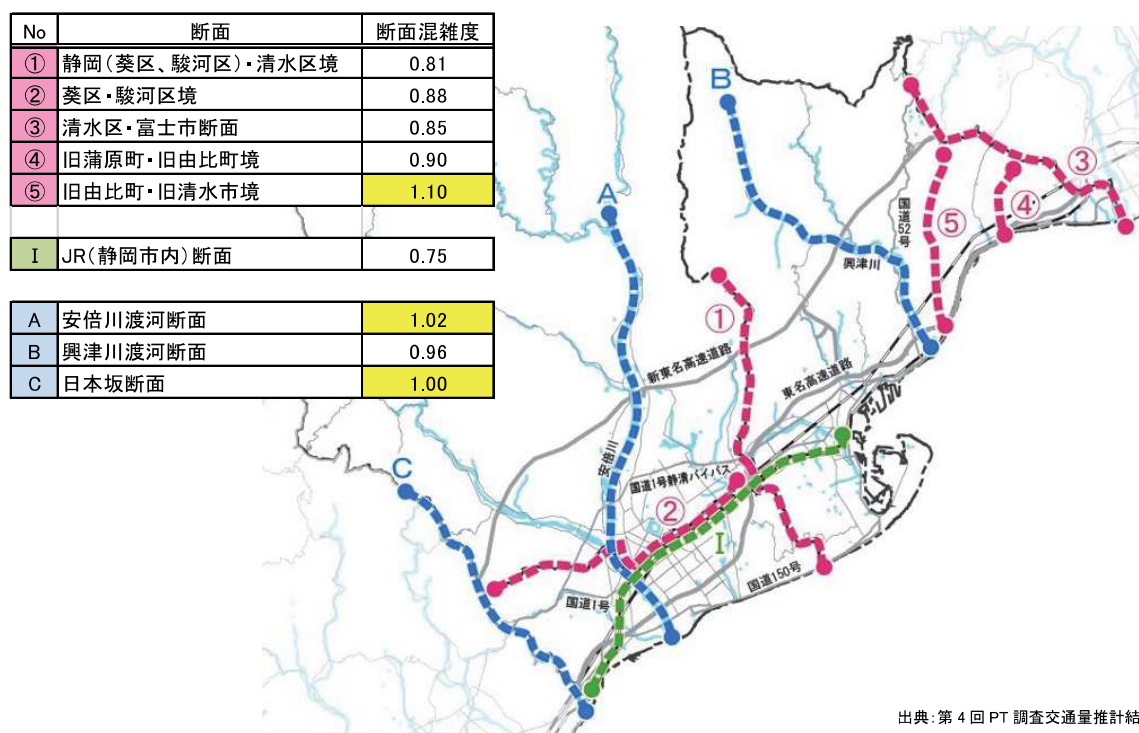 No 断面 断面混雑度
① 静岡(葵区、駿河区)・清水区境 0.81
② 葵区・駿河区境 0.88
③ 清水区・富士市断面 0.85
④ 旧蒲原町・旧由比町境 0.90
⑤ 旧由比町・旧清水市境 1.10
I JR(静岡市内)断面 0.75
A 安倍川渡河断面 1.02
B 興津川渡河断面 0.96
C 日本坂断面 1.00
B
A
③
④
⑤
国道52号
興津川
①
新東名高速道路
東名高速道路
安倍川
C
国道1号静清バイパス
②
I
国道150号
国道1号
出典:第4回PT調査交通量推計結